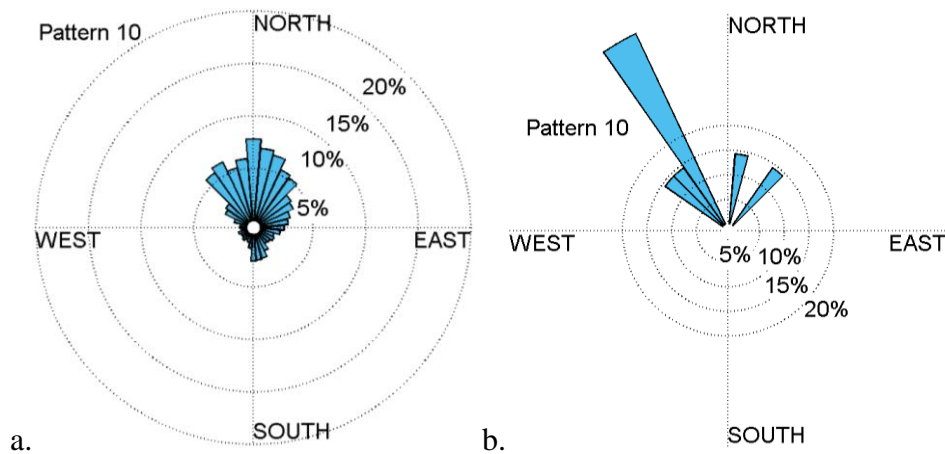 Pattern 10
NORTH
20%
15%
10%
5%
WEST
EAST
SOUTH
a.
NORTH
Pattern 10
WEST
EAST
5%
10%
15%
20%
SOUTH
b.